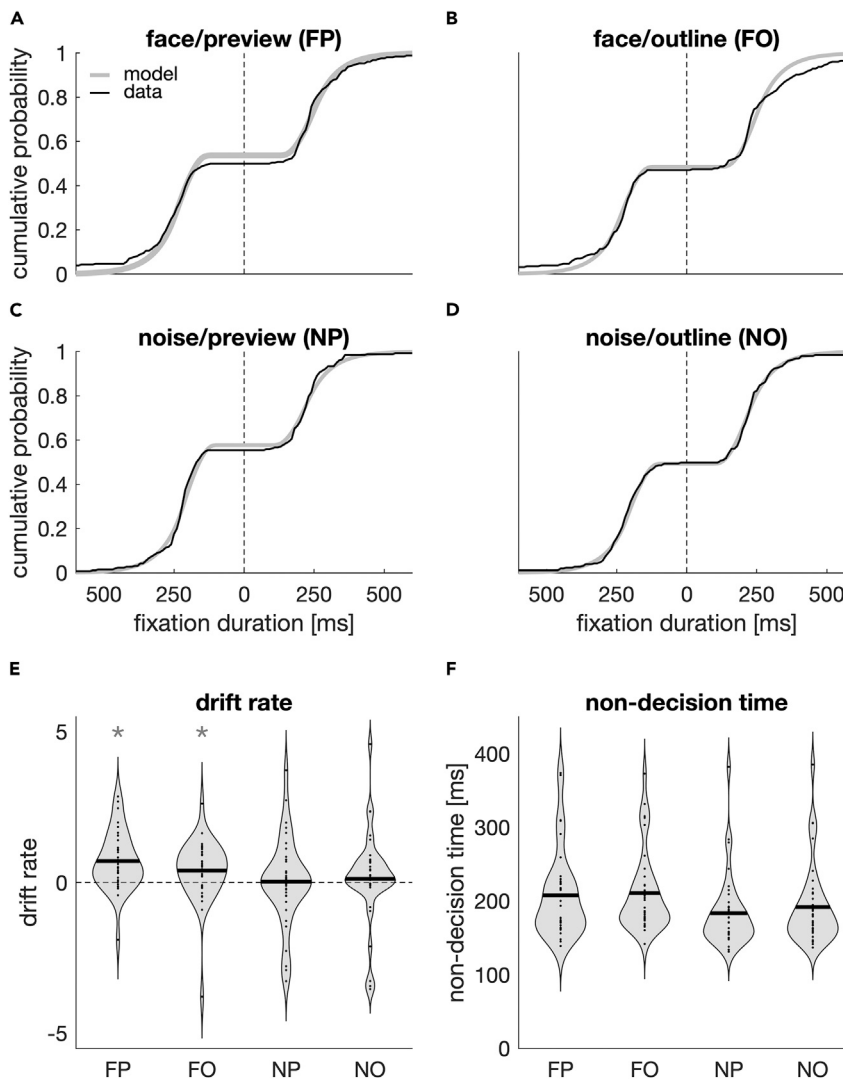 A
face/preview (FP)
1
0.8
0.6
0.4
0.2
0
cumulative probability
model
data
B
face/outline (FO)
C
noise/preview (NP)
1
0.8
0.6
0.4
0.2
0
cumulative probability
500 250 0 250 500
fixation duration [ms]
D
noise/outline (NO)
500 250 0 250 500
fixation duration [ms]
E
drift rate
5
0
-5
drift rate
* *
FP FO NP NO
F
non-decision time
400
300
200
100
0
non-decision time [ms]
FP FO NP NO